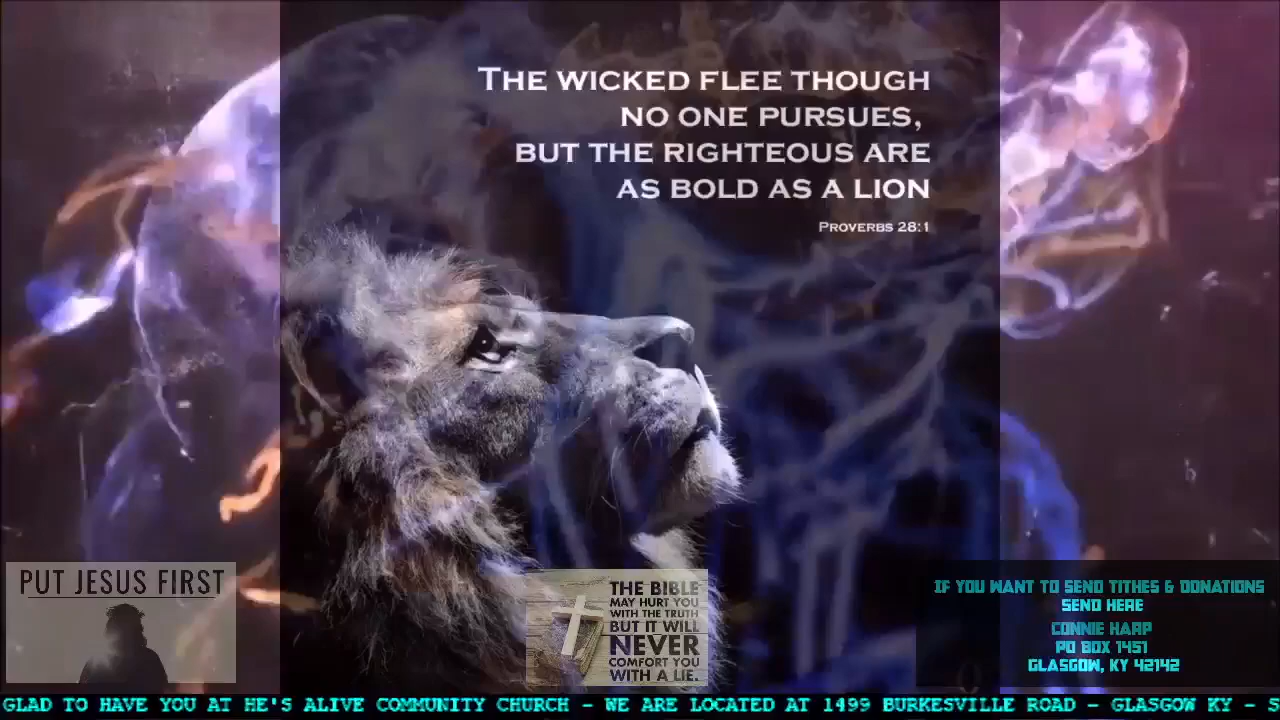 THE WICKED FLEE THOUGH
NO ONE PURSUES,
BUT THE RIGHTEOUS ARE
AS BOLD AS A LION
PROVERBS 28:1
PUT JESUS FIRST
THE BIBLE
MAY HURT YOU
WITH THE TRUTH
BUT IT WILL
NEVER
COMFORT YOU
WITH A LIE.
IF YOU WANT TO SEND TITHES & DONATIONS
SEND HERE
CONNIE HARP
PO BOX 1451
GLASGOW, KY 42142
GLAD TO HAVE YOU AT HE'S ALIVE COMMUNITY CHURCH - WE ARE LOCATED AT 1499 BURKESVILLE ROAD - GLASGOW KY - S